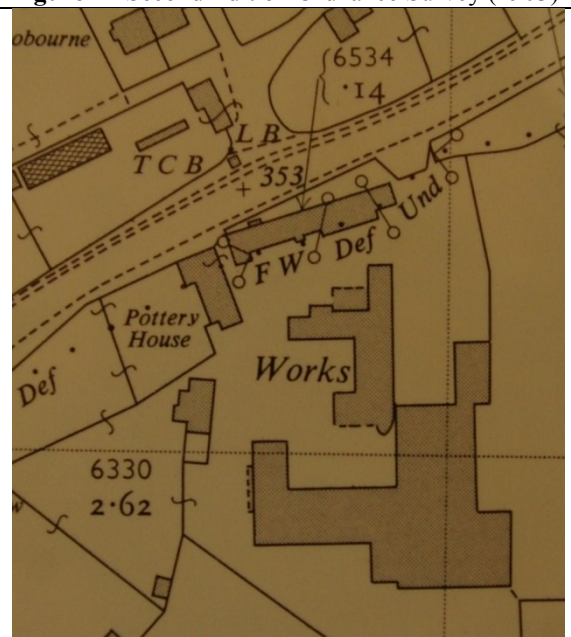 obourne
6534
·14
L B
T C B
+ 353
Und
Def
F W
Pottery
House
Works
Def
6330
2·62